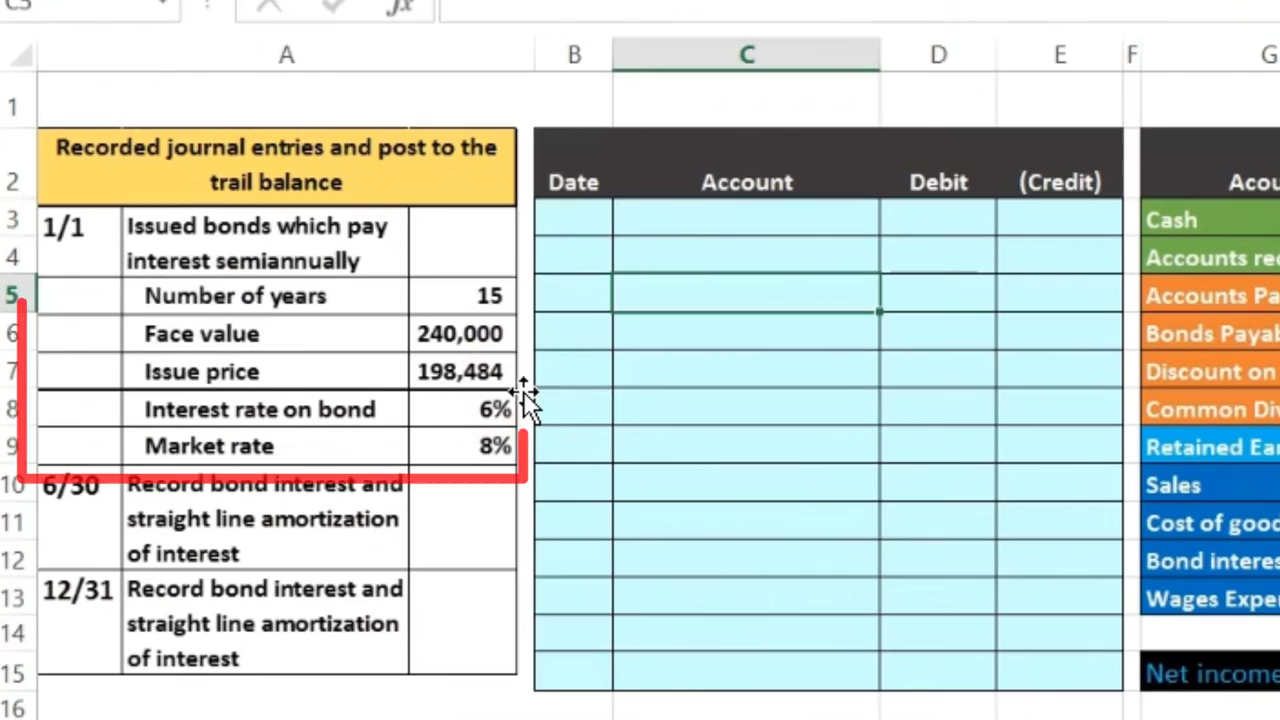 fx
A B C D E F G
1
Recorded journal entries and post to the
2 trail balance
Date Account Debit (Credit)
3 1/1 Issued bonds which pay
4 interest semiannually
5 Number of years 15
6 Face value 240,000
7 Issue price 198,484
8 Interest rate on bond 6%
9 Market rate 8%
10 6/30 Record bond interest and
11 straight line amortization
12 of interest
13 12/31 Record bond interest and
14 straight line amortization
15 of interest
16
Acou
Cash
Accounts rec
Accounts Pa
Bonds Payab
Discount on
Common Div
Retained Ear
Sales
Cost of good
Bond interes
Wages Exper
Net income